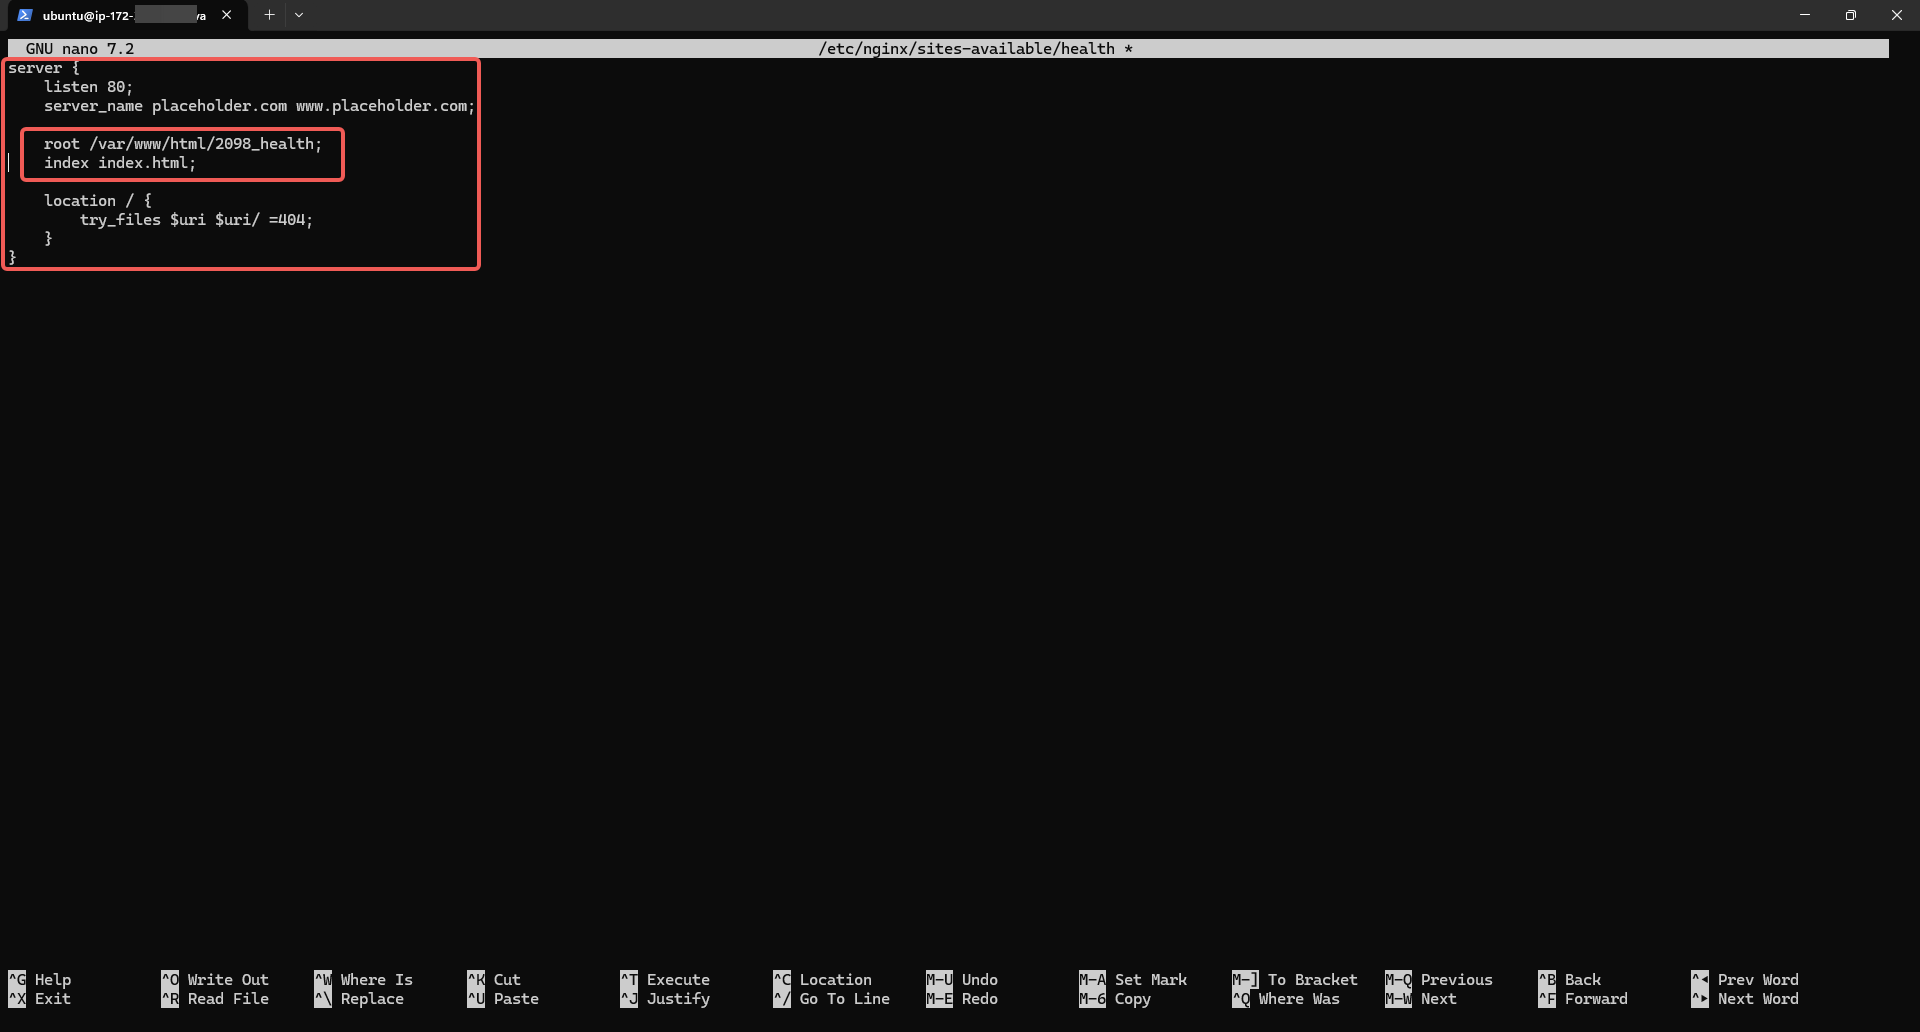 ubuntu@ip-172-
GNU nano 7.2 /etc/nginx/sites-available/health *
server {
    listen 80;
    server_name placeholder.com www.placeholder.com;
    root /var/www/html/2098_health;
    index index.html;
    location / {
        try_files $uri $uri/ =404;
    }
}
^G Help ^O Write Out ^W Where Is ^K Cut ^T Execute ^C Location M-U Undo M-A Set Mark M-] To Bracket M-Q Previous ^B Back ^◂ Prev Word
^X Exit ^R Read File ^\ Replace ^U Paste ^J Justify ^/ Go To Line M-E Redo M-6 Copy ^Q Where Was M-W Next ^F Forward ^▸ Next Word